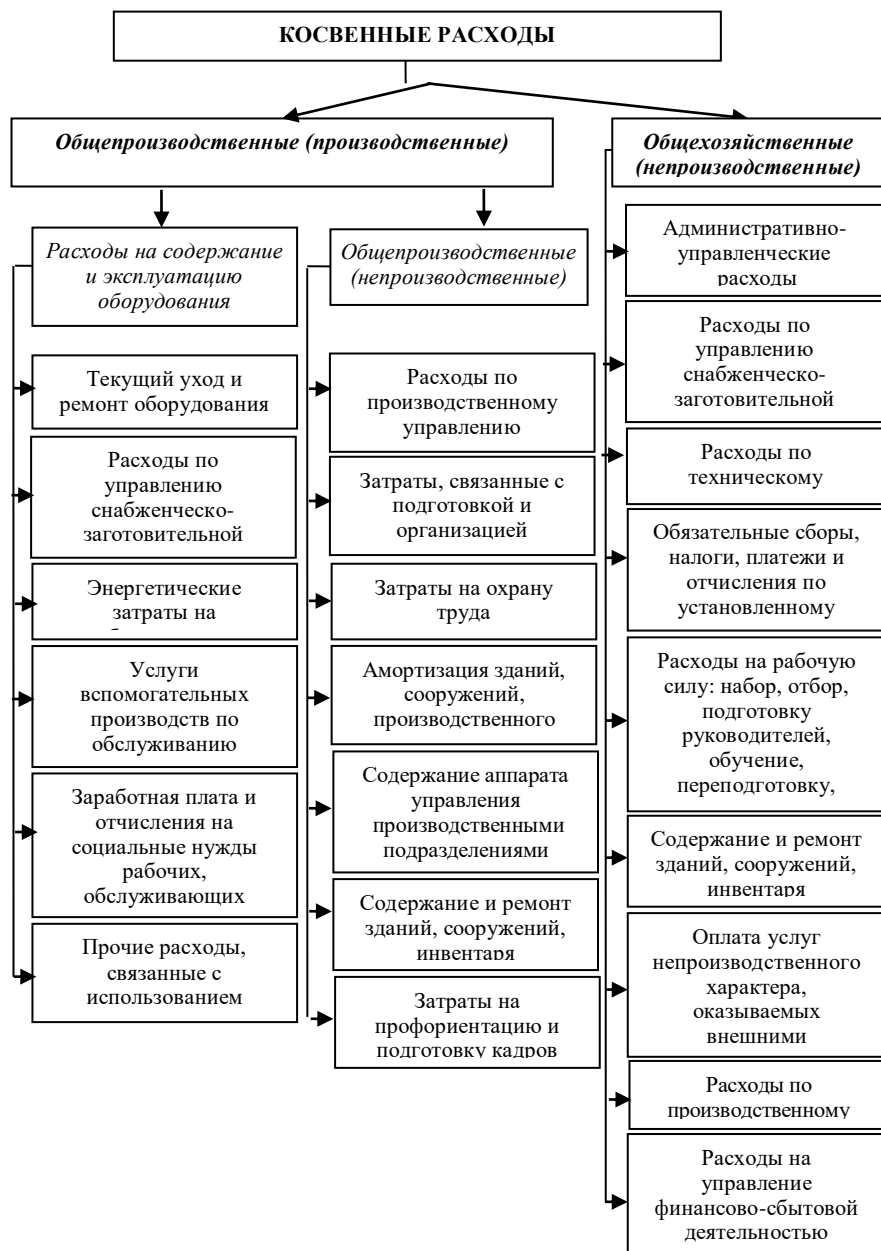 КОСВЕННЫЕ РАСХОДЫ
Общепроизводственные (производственные)
Общехозяйственные
(непроизводственные)
Расходы на содержание
и эксплуатацию
оборудования
Текущий уход и
ремонт оборудования
Расходы по
управлению
снабженческо-
заготовительной
Энергетические
затраты на
Услуги
вспомогательных
производств по
обслуживанию
Заработная плата и
отчисления на
социальные нужды
рабочих,
обслуживающих
Прочие расходы,
связанные с
использованием
Общепроизводственные
(непроизводственные)
Расходы по
производственному
управлению
Затраты, связанные с
подготовкой и
организацией
Затраты на охрану
труда
Амортизация зданий,
сооружений,
производственного
Содержание аппарата
управления
производственными
подразделениями
Содержание и ремонт
зданий, сооружений,
инвентаря
Затраты на
профориентацию и
подготовку кадров
Административно-
управленческие
расходы
Расходы по
управлению
снабженческо-
заготовительной
Расходы по
техническому
Обязательные сборы,
налоги, платежи и
отчисления по
установленному
Расходы на рабочую
силу: набор, отбор,
подготовку
руководителей,
обучение,
переподготовку,
Содержание и ремонт
зданий, сооружений,
инвентаря
Оплата услуг
непроизводственного
характера,
оказываемых
внешними
Расходы по
производственному
Расходы на
управление
финансово-сбытовой
деятельностью